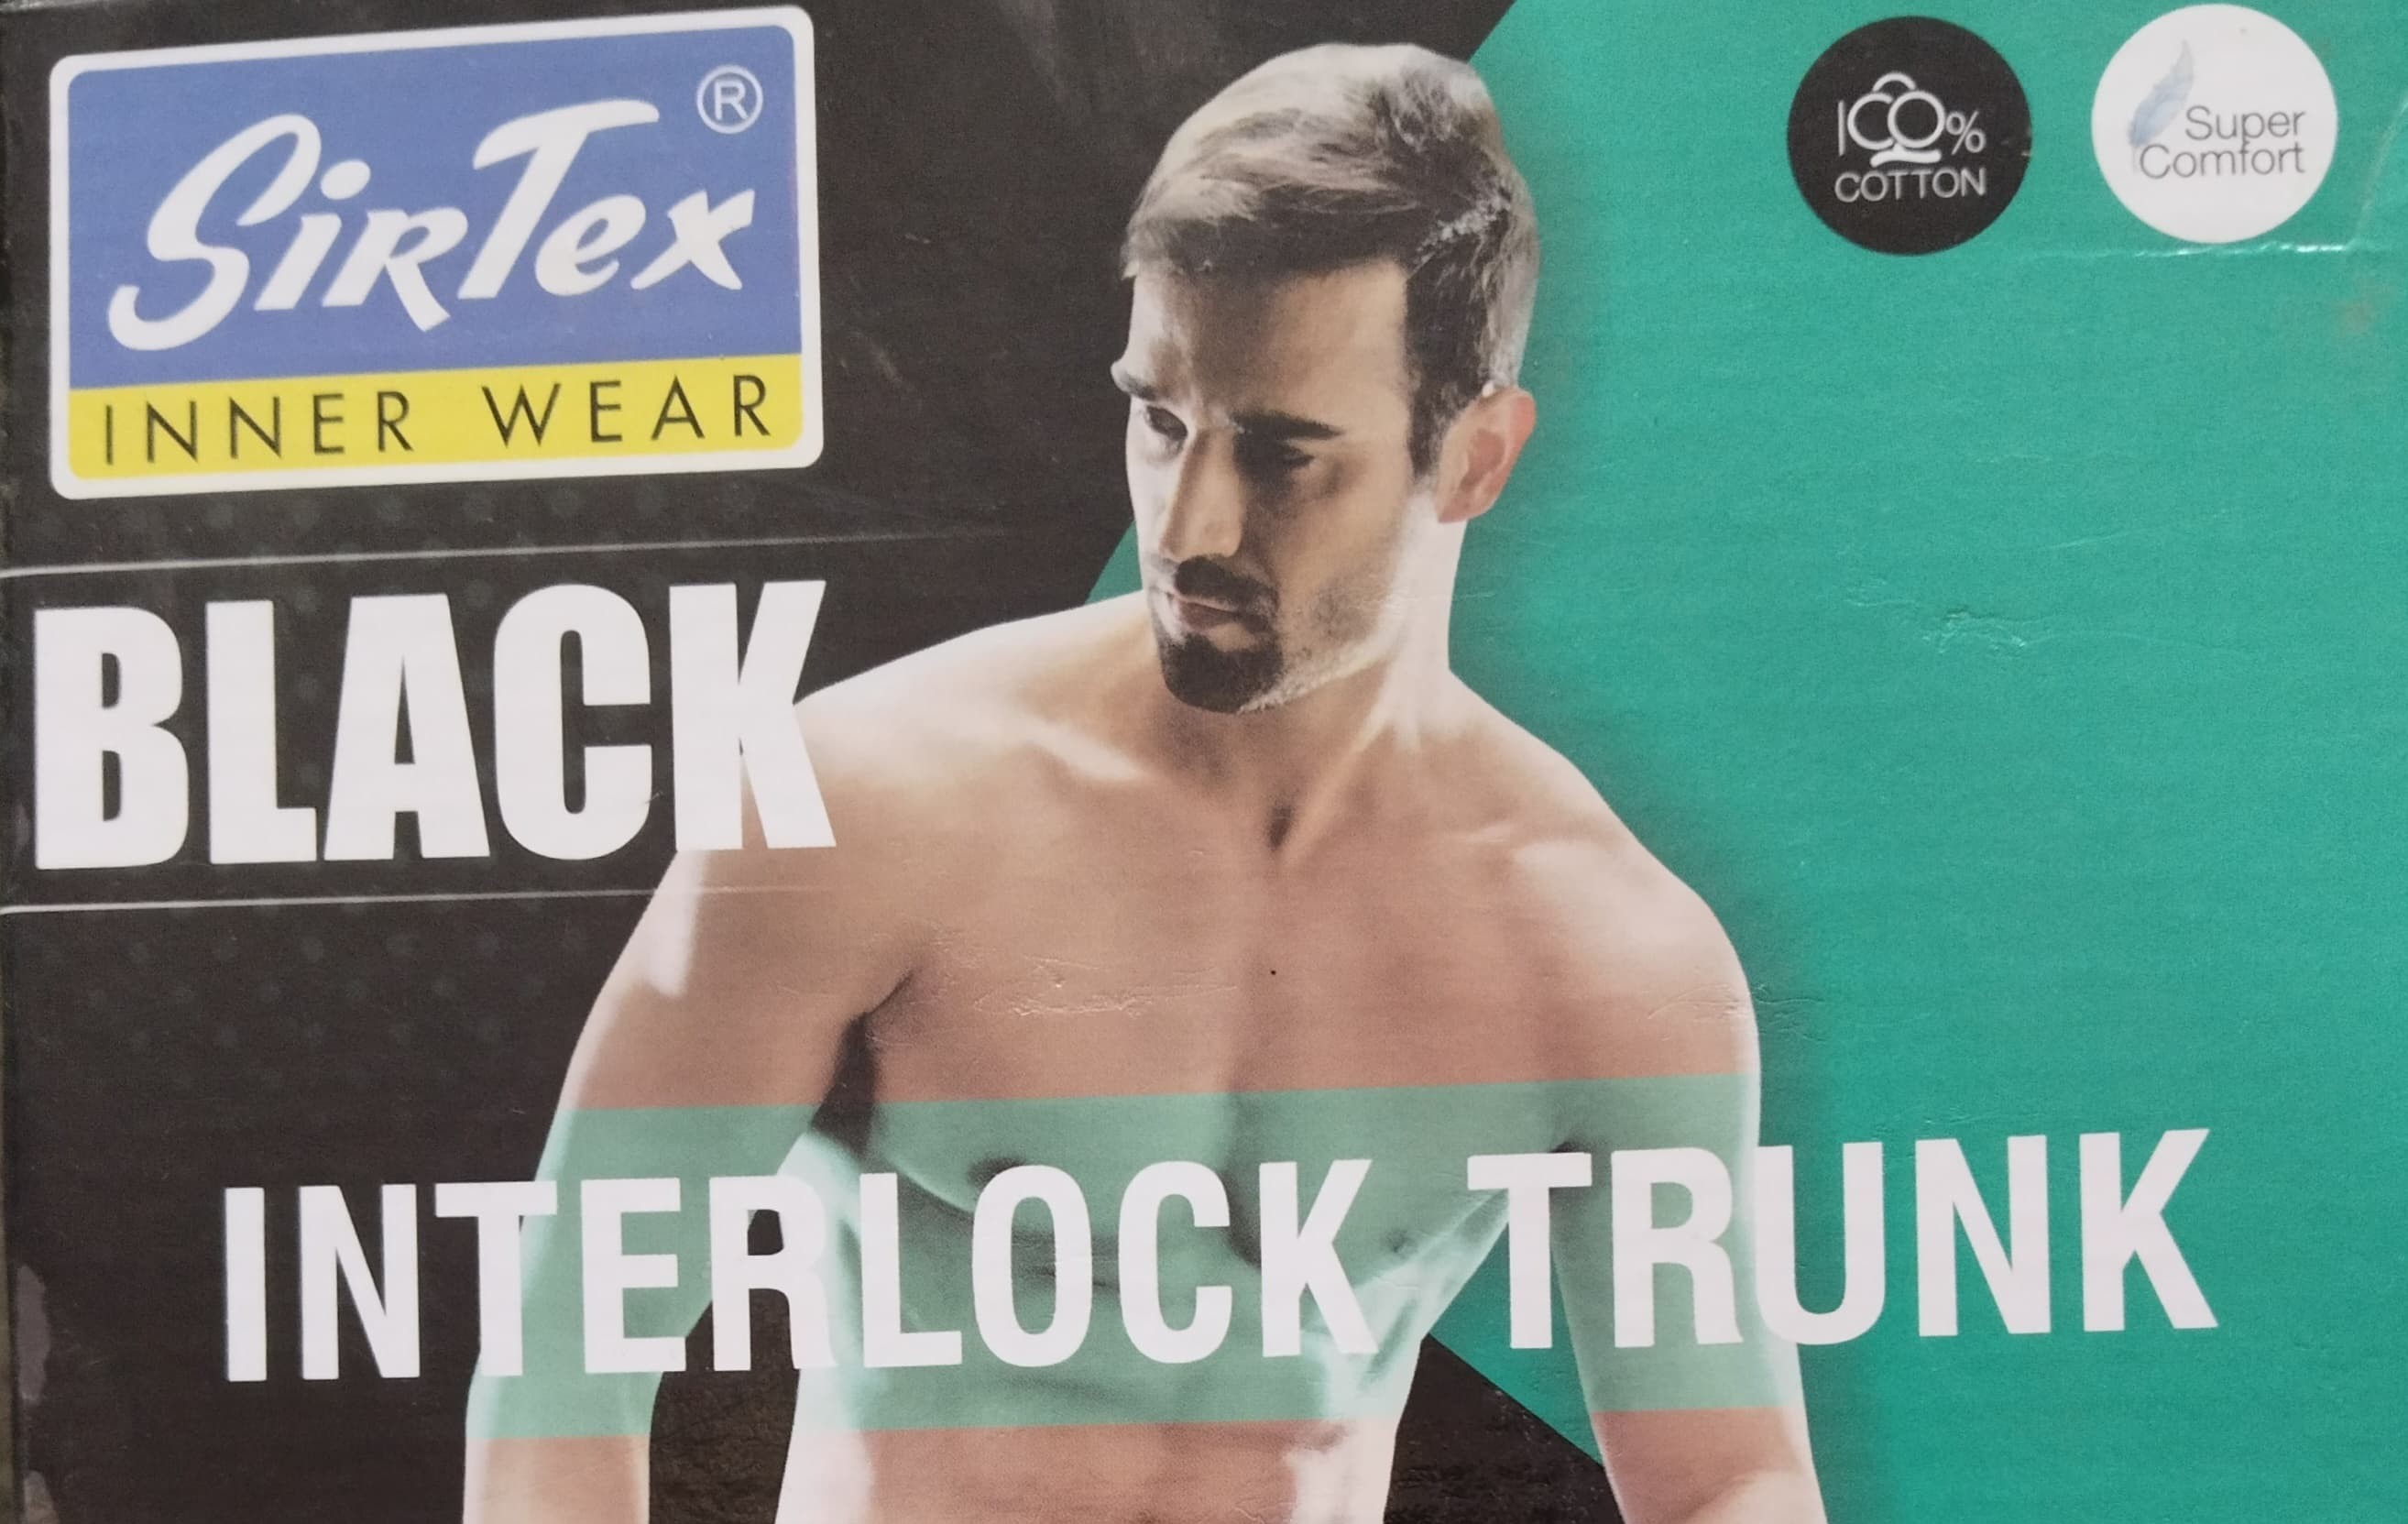 SirTex ®
INNER WEAR
100%
COTTON
Super
Comfort
BLACK
INTERLOCK TRUNK